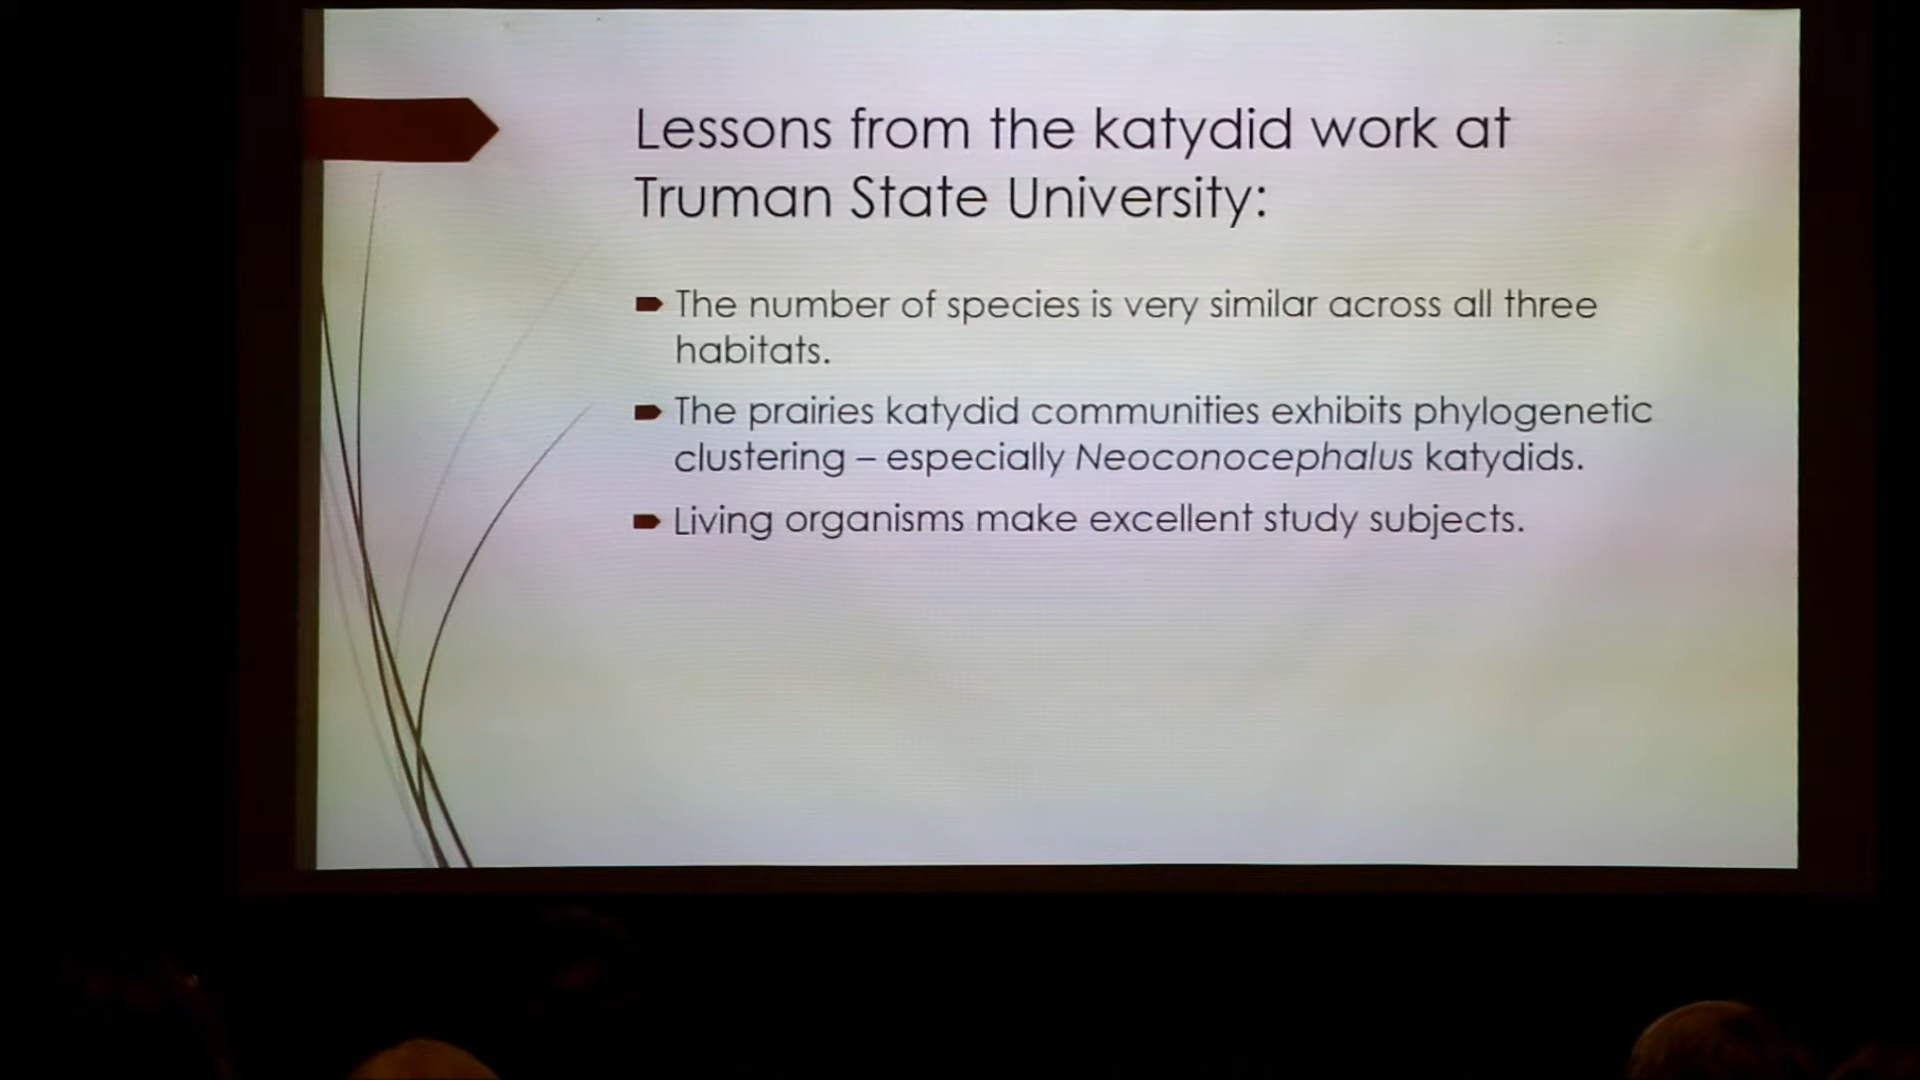 Lessons from the katydid work at
Truman State University:
The number of species is very similar across all three
habitats.
The prairies katydid communities exhibits phylogenetic
clustering – especially Neoconocephalus katydids.
Living organisms make excellent study subjects.